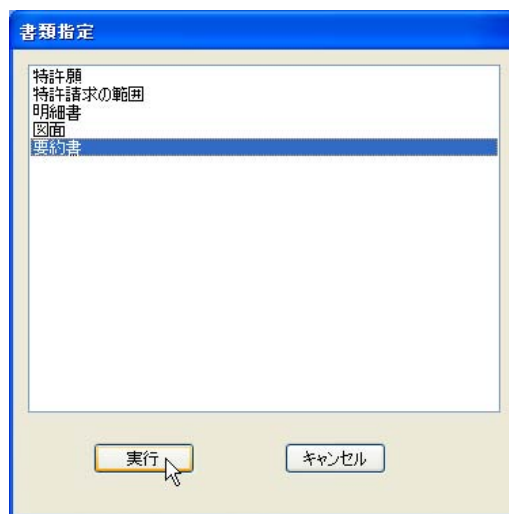 書類指定
特許願
特許請求の範囲
明細書
図面
要約書
実行
キャンセル